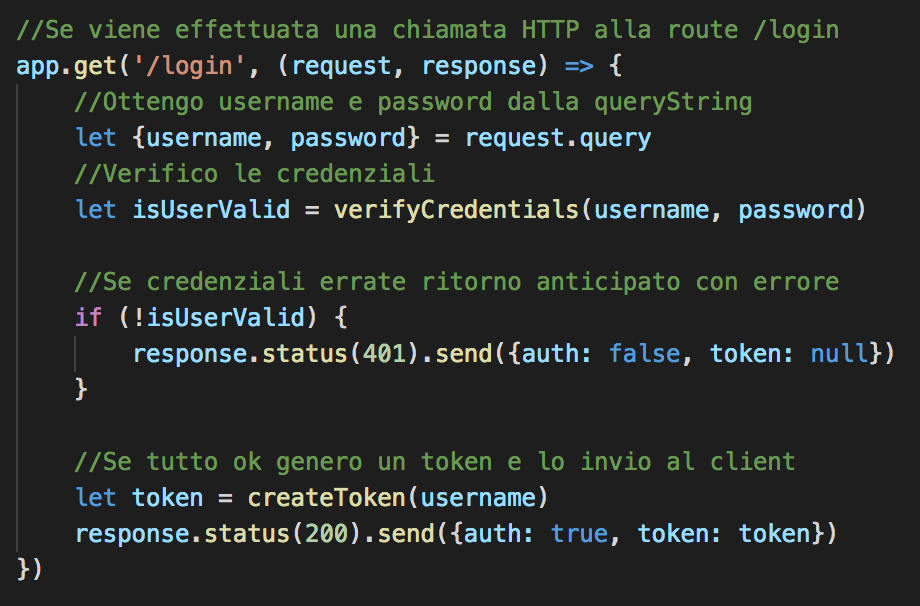 //Se viene effettuata una chiamata HTTP alla route /login
app.get('/login', (request, response) => {
    //Ottengo username e password dalla queryString
    let {username, password} = request.query
    //Verifico le credenziali
    let isUserValid = verifyCredentials(username, password)

    //Se credenziali errate ritorno anticipato con errore
    if (!isUserValid) {
        response.status(401).send({auth: false, token: null})
    }

    //Se tutto ok genero un token e lo invio al client
    let token = createToken(username)
    response.status(200).send({auth: true, token: token})
})